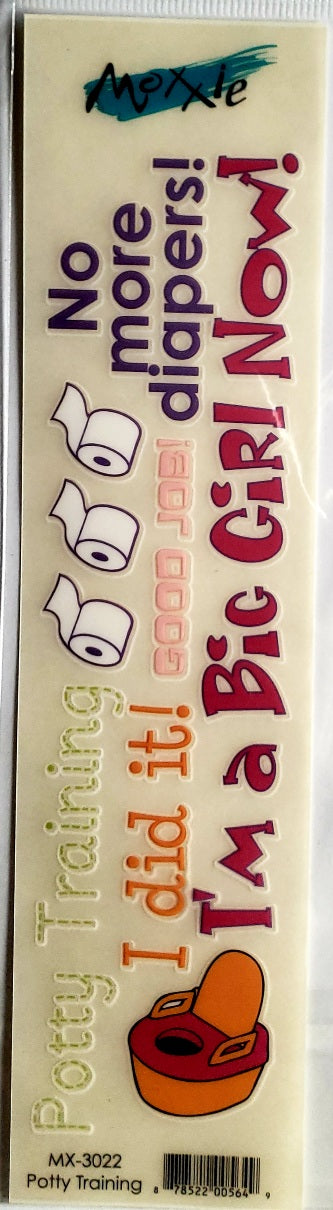 Moxxie
No
more
diapers!
GOOD JOB!
I'm a Big Girl Now!
Potty Training
I did it!
MX-3022
Potty Training
8 78522 00564 9